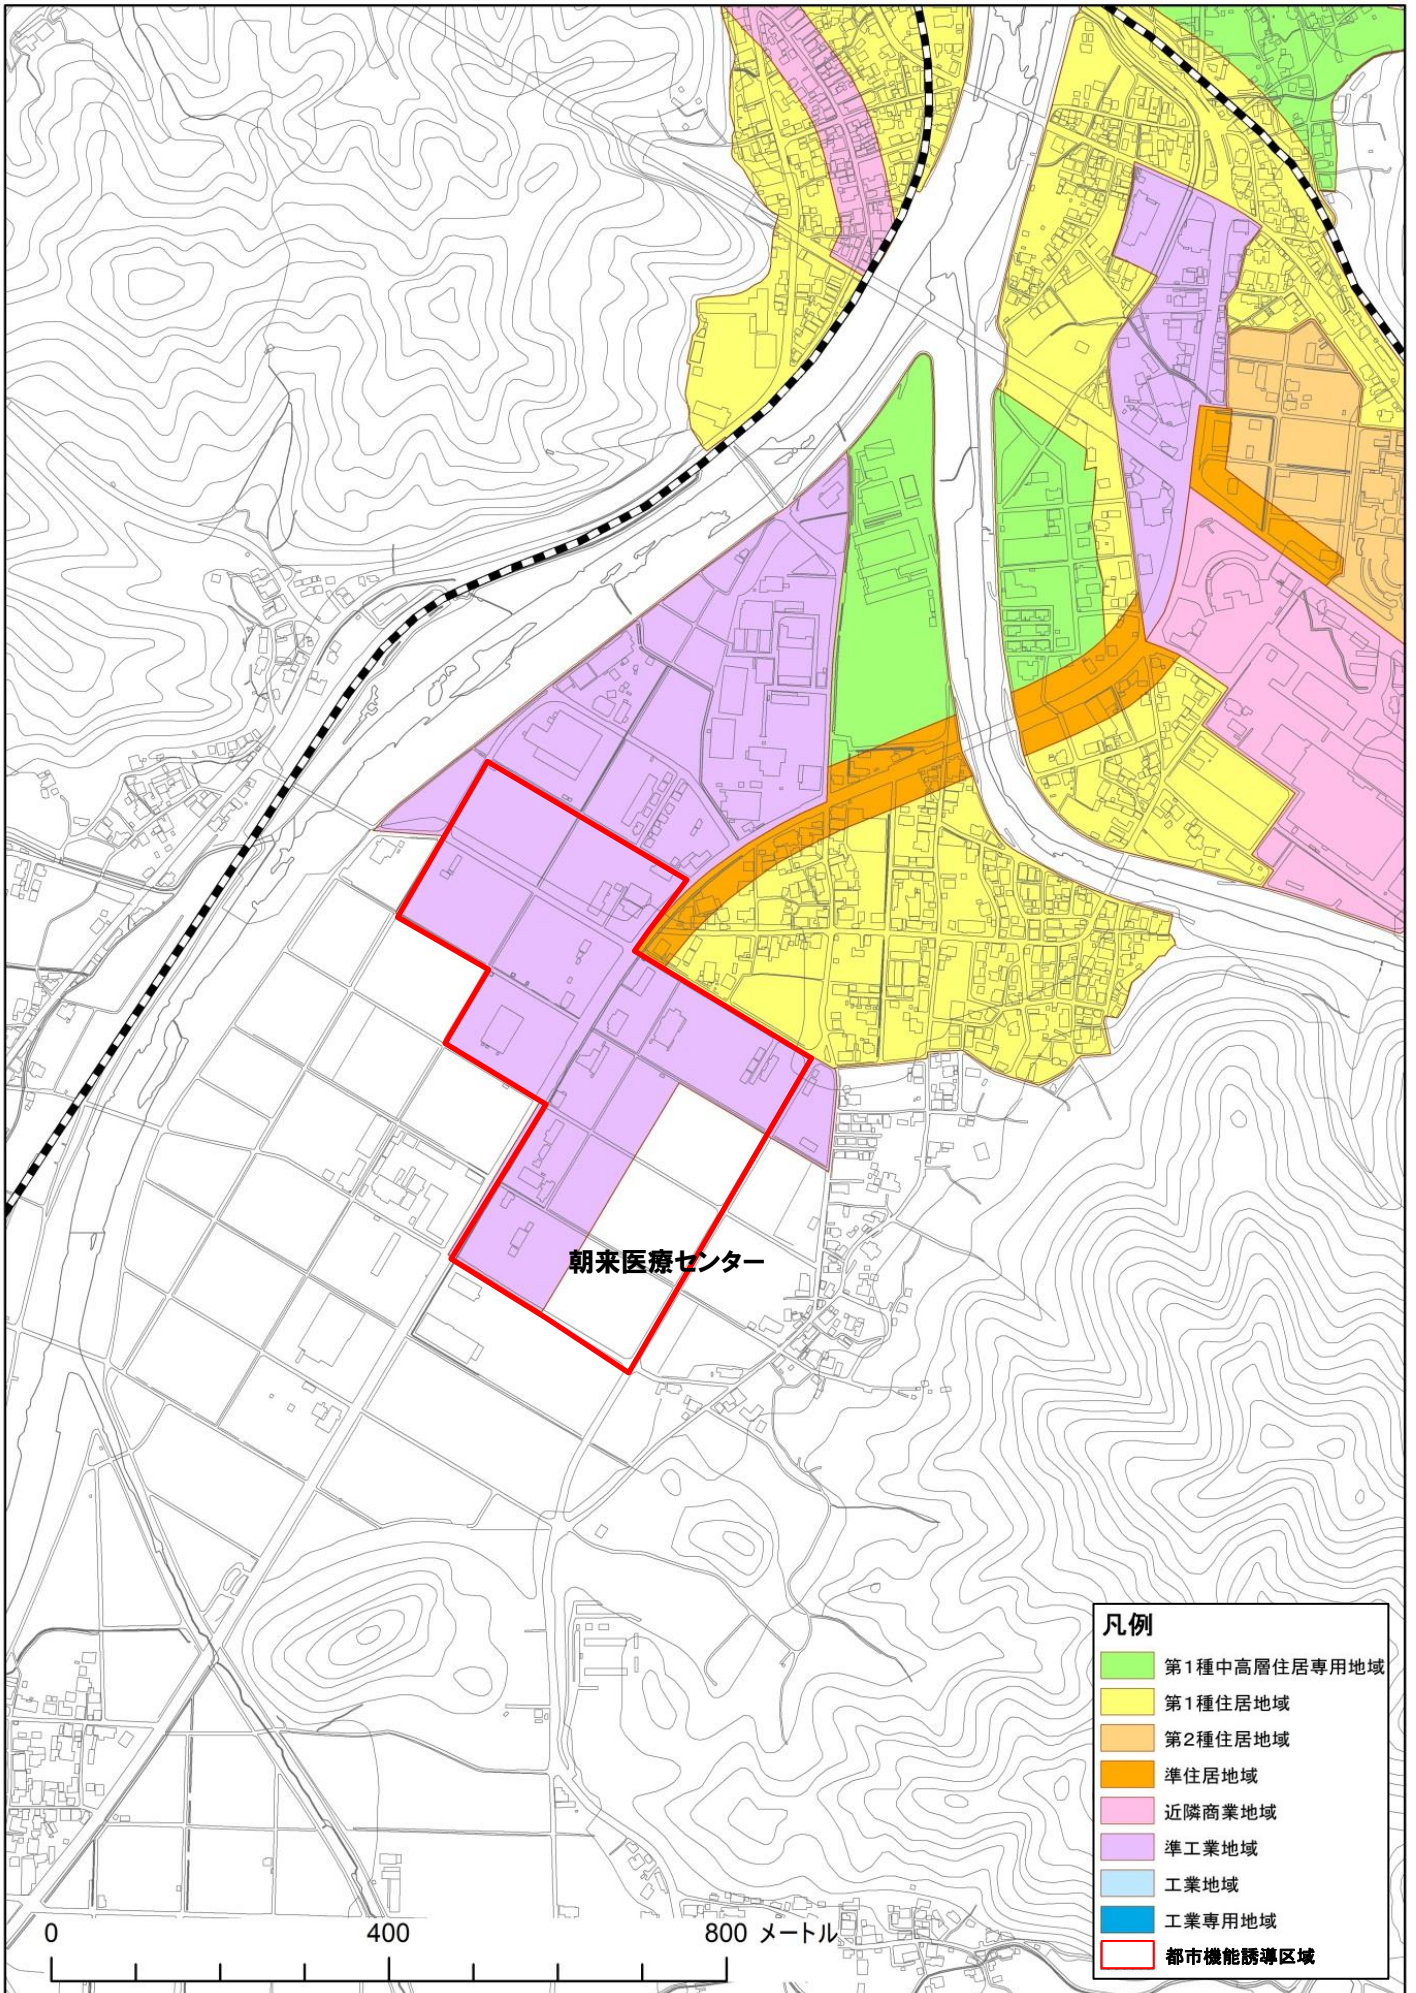 朝来医療センター
凡例
第1種中高層住居専用地域
第1種住居地域
第2種住居地域
準住居地域
近隣商業地域
準工業地域
工業地域
工業専用地域
都市機能誘導区域
0 400 800 メートル